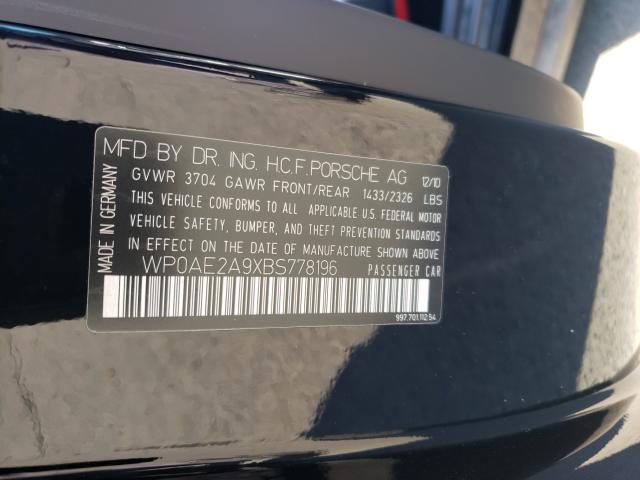 MFD BY DR. ING. H.C.F. PORSCHE AG 12/10
GVWR 3704 GAWR FRONT/REAR 1433/2326 LBS
THIS VEHICLE CONFORMS TO ALL APPLICABLE U.S. FEDERAL MOTOR
VEHICLE SAFETY, BUMPER, AND THEFT PREVENTION STANDARDS
IN EFFECT ON THE DATE OF MANUFACTURE SHOWN ABOVE
WP0AE2A9XBS778196 PASSENGER CAR
997.701.112.54
MADE IN GERMANY